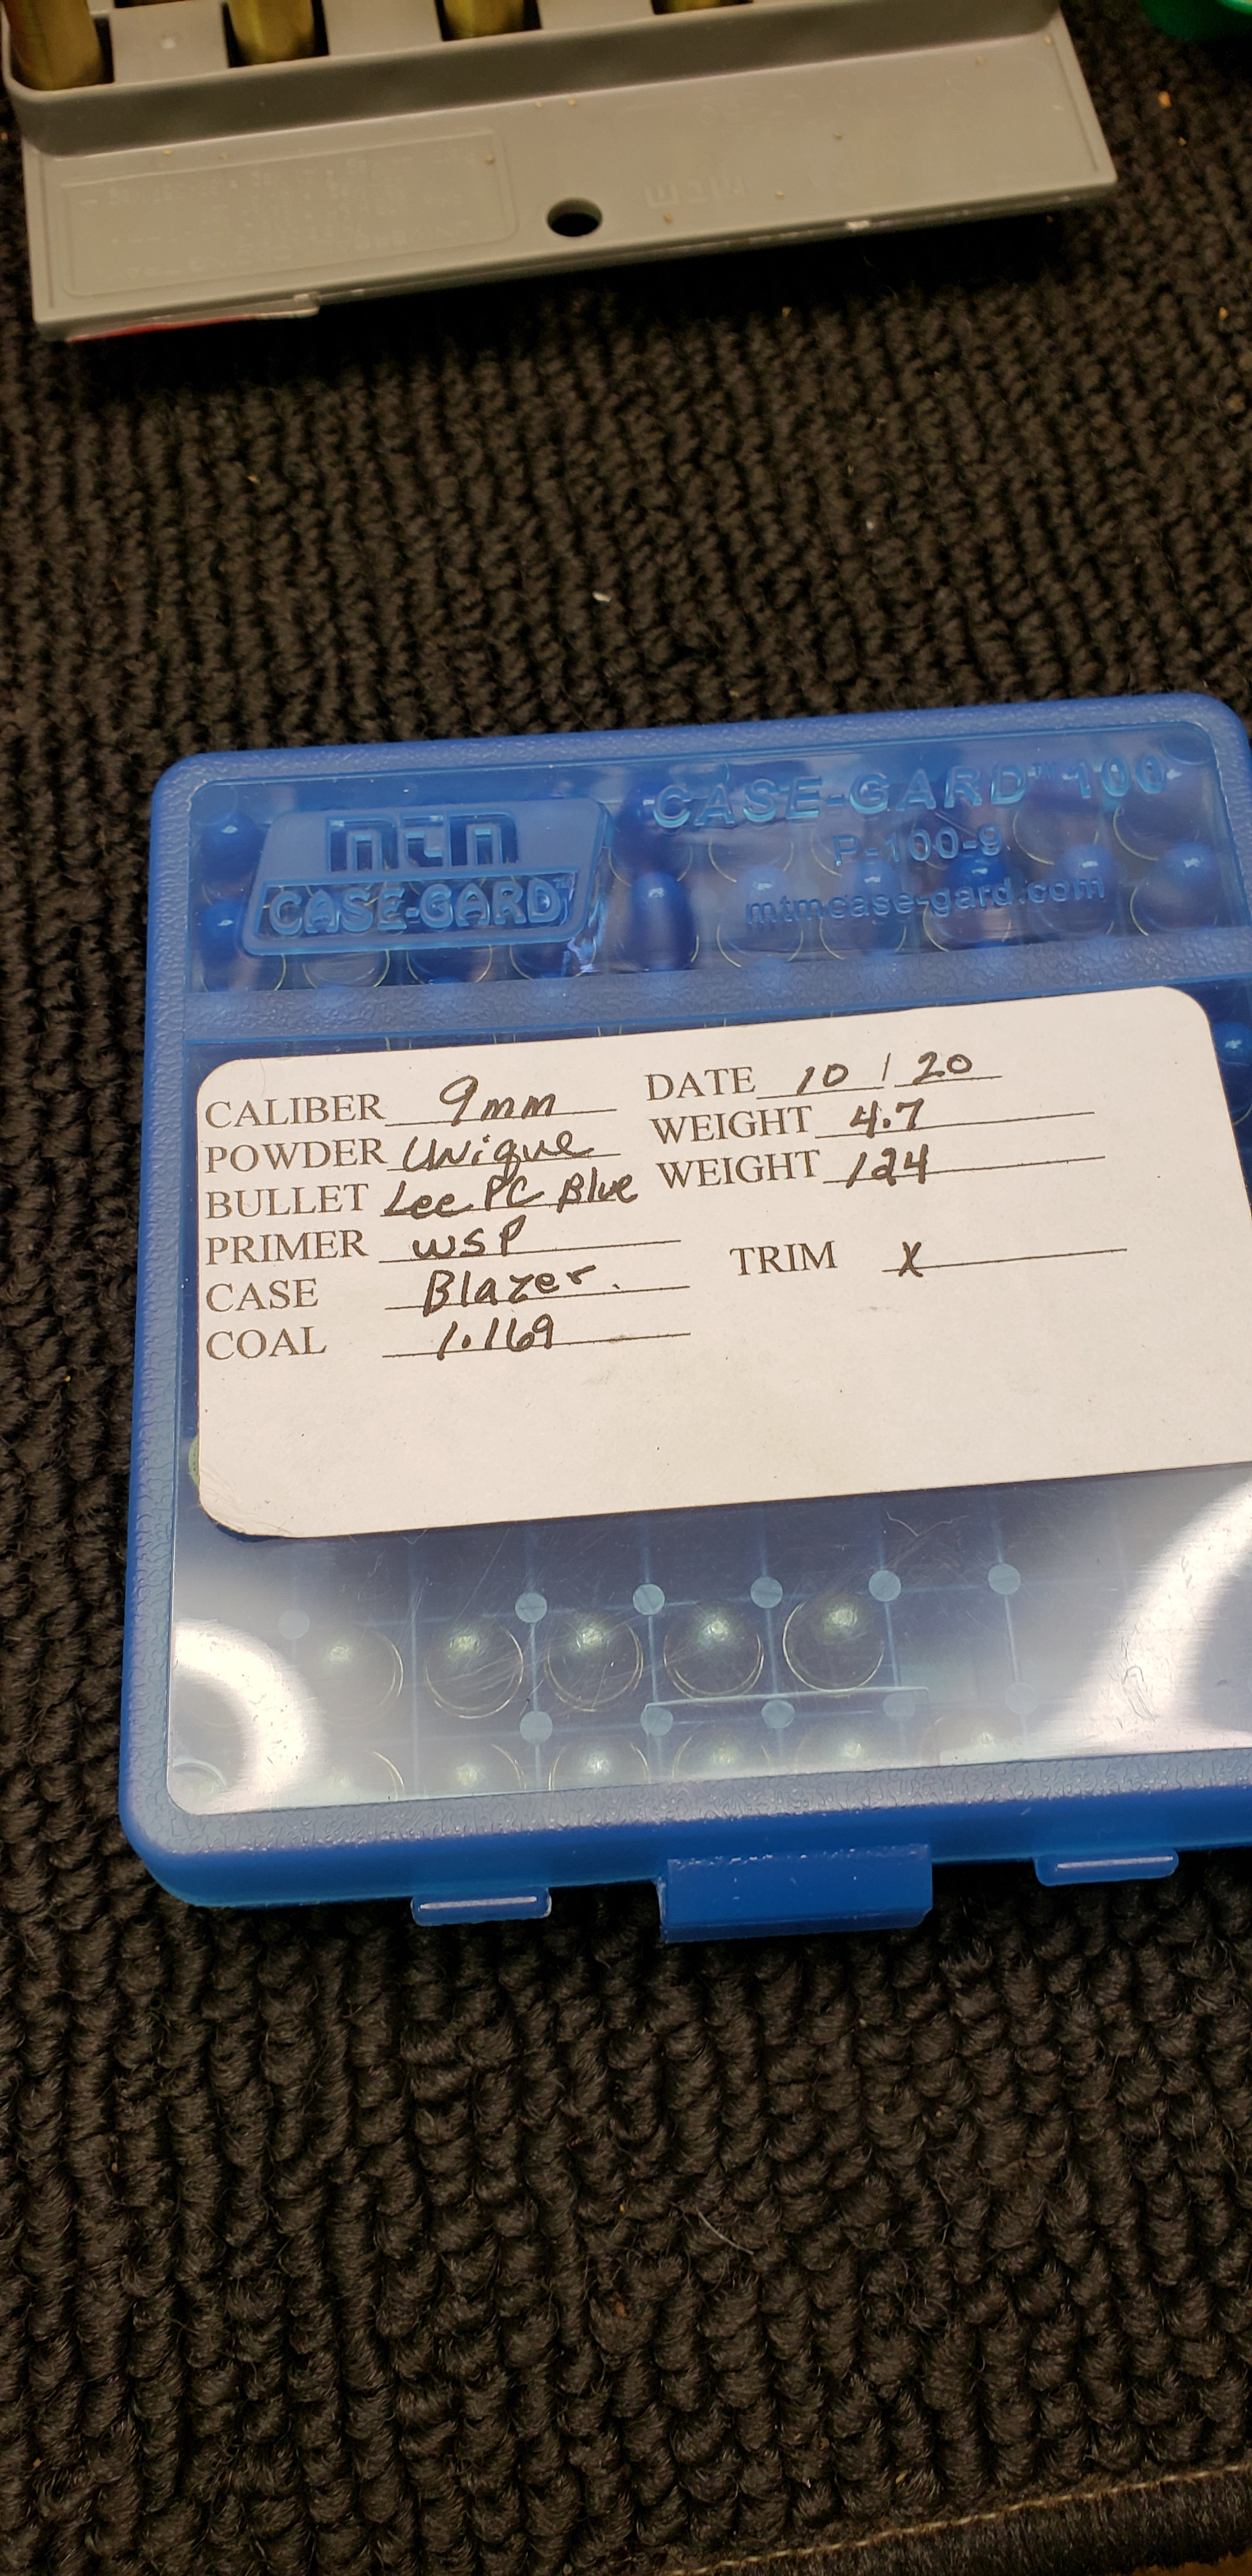 mtm
CASE-GARD
CASE-GARD™ 100
P-100-9
mtmcase-gard.com
CALIBER 9mm DATE 10 / 20
POWDER Unique WEIGHT 4.7
BULLET Lee PC Blue WEIGHT 124
PRIMER WSP
CASE Blazer. TRIM X
COAL 1.169